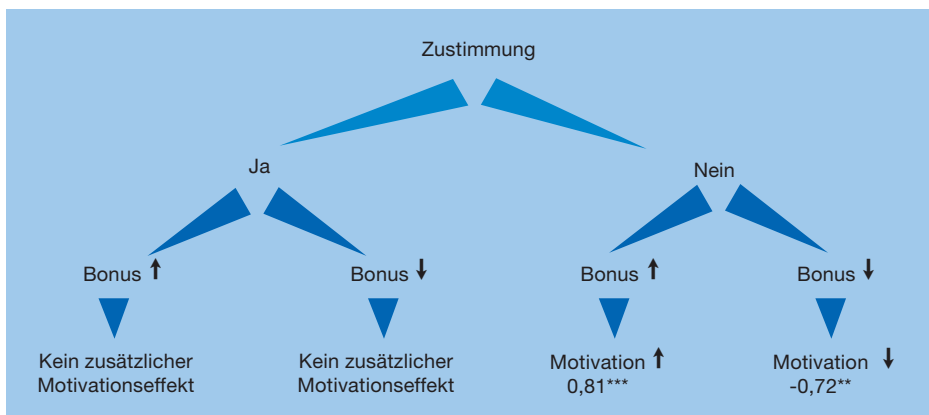 Zustimmung
Ja
Nein
Bonus ↑
Bonus ↓
Bonus ↑
Bonus ↓
Kein zusätzlicher
Motivationseffekt
Kein zusätzlicher
Motivationseffekt
Motivation ↑
0,81***
Motivation ↓
-0,72**